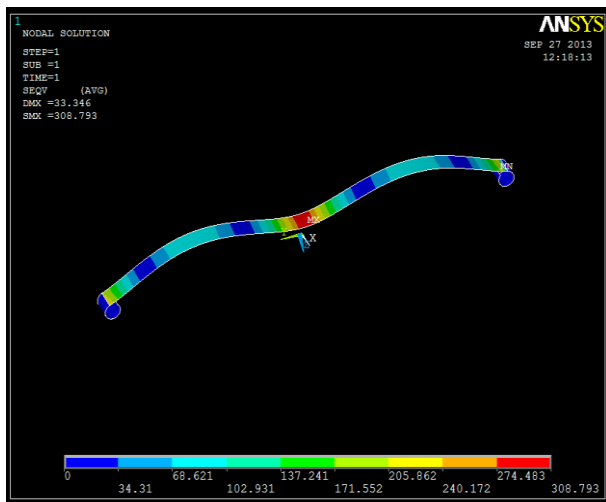 1
NODAL SOLUTION
STEP=1
SUB =1
TIME=1
SEQV (AVG)
DMX =33.346
SMX =308.793
ANSYS
SEP 27 2013
12:18:13
MN
MX
X
0 68.621 137.241 205.862 274.483
34.31 102.931 171.552 240.172 308.793